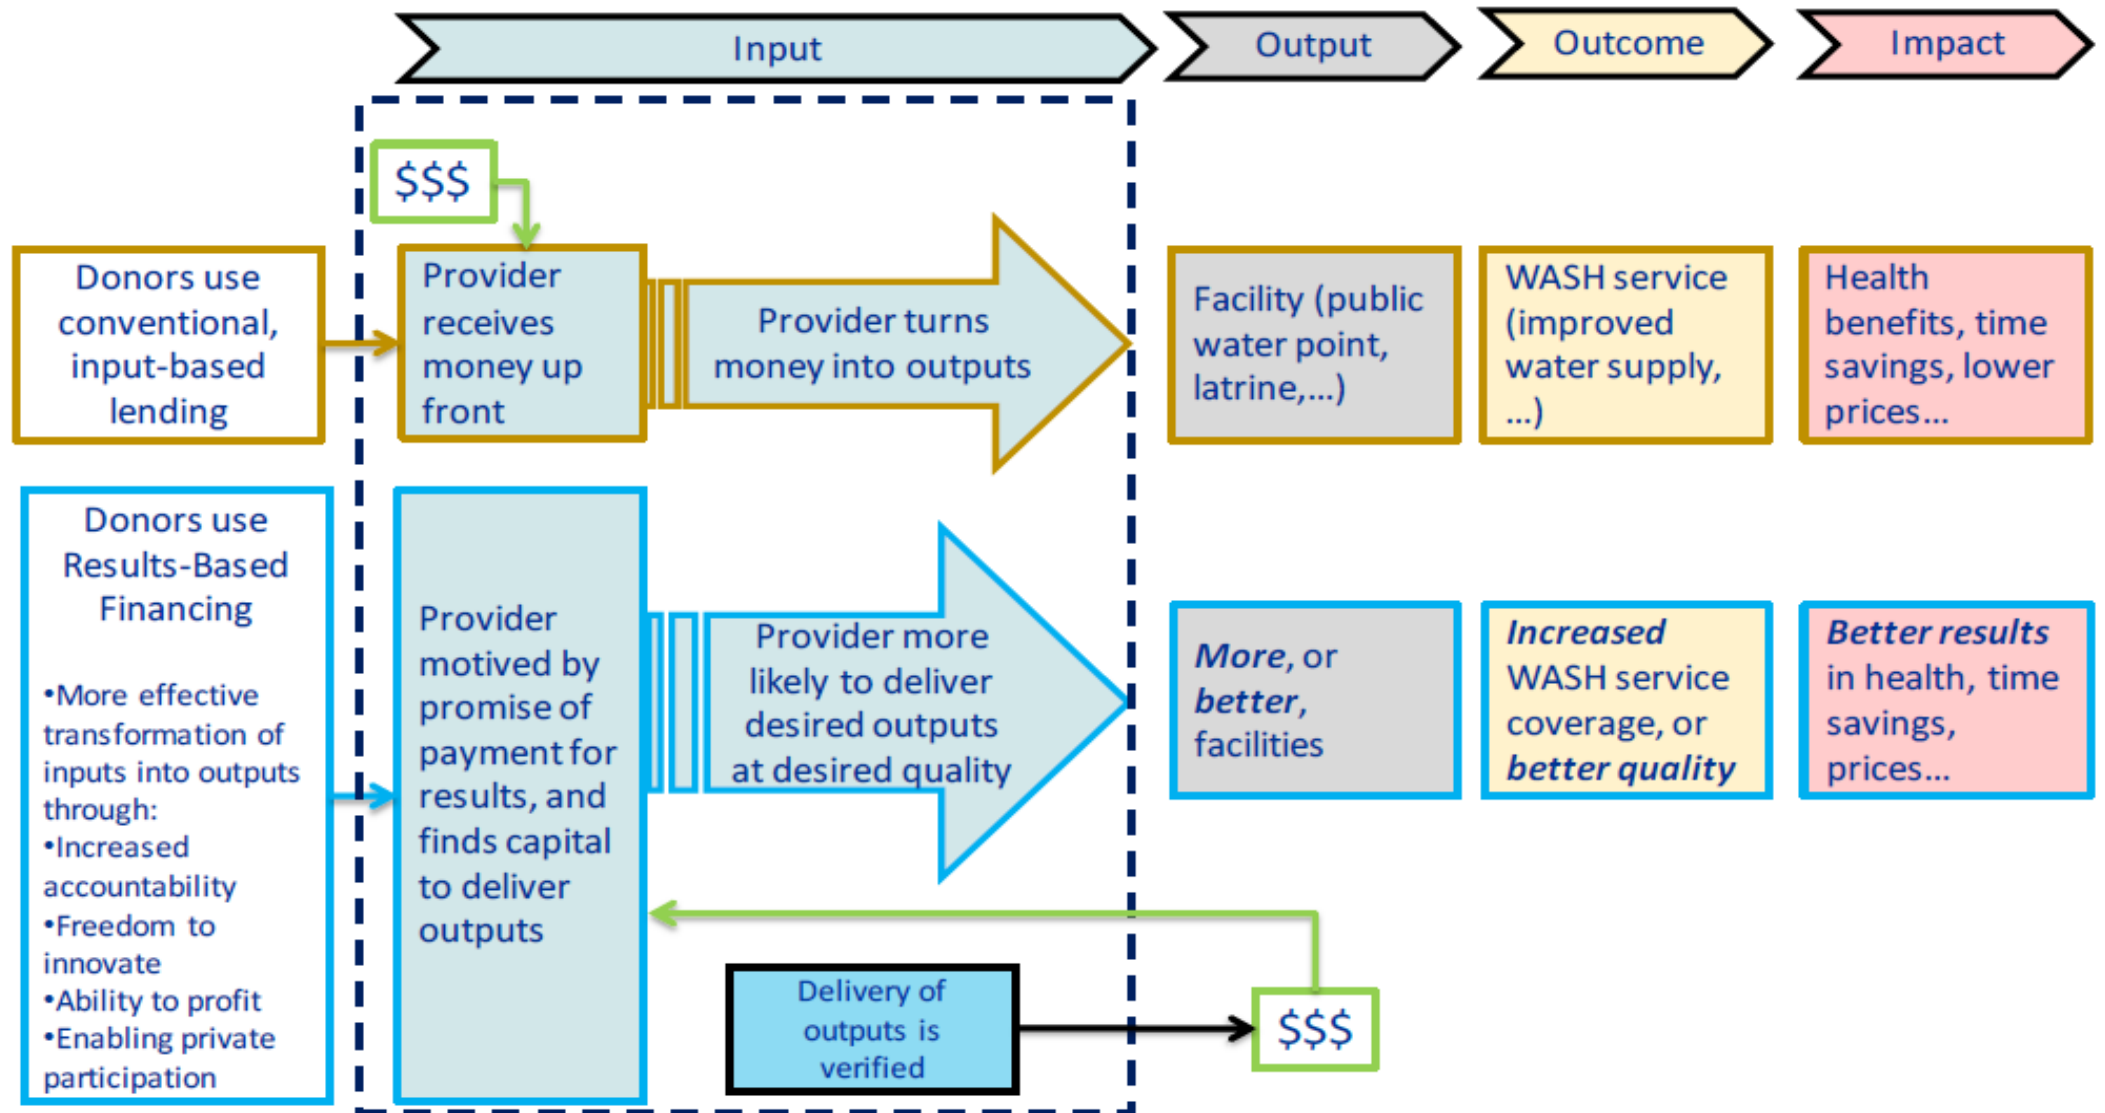 Input
Output
Outcome
Impact
$$$
Donors use
conventional,
input-based
lending
Provider
receives
money up
front
Provider turns
money into outputs
Facility (public
water point,
latrine,...)
WASH service
(improved
water supply,
...)
Health
benefits, time
savings, lower
prices...
Donors use
Results-Based
Financing
•More effective
transformation of
inputs into outputs
through:
•Increased
accountability
•Freedom to
innovate
•Ability to profit
•Enabling private
participation
Provider
motived by
promise of
payment for
results, and
finds capital
to deliver
outputs
Provider more
likely to deliver
desired outputs
at desired quality
More, or
better,
facilities
Increased
WASH service
coverage, or
better quality
Better results
in health, time
savings,
prices...
Delivery of
outputs is
verified
$$$